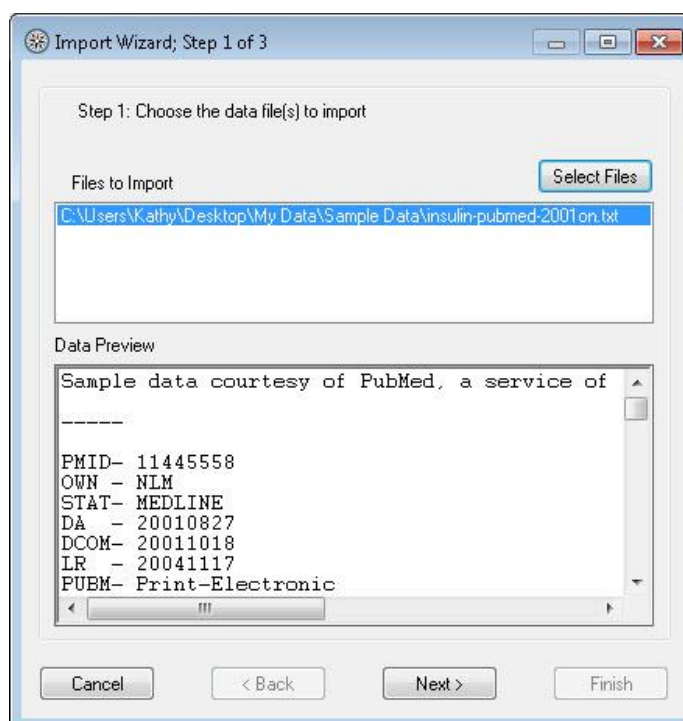 Import Wizard; Step 1 of 3
Step 1: Choose the data file(s) to import
Files to Import
Select Files
C:\Users\Kathy\Desktop\My Data\Sample Data\insulin-pubmed-2001on.txt
Data Preview
Sample data courtesy of PubMed, a service of
-----
PMID- 11445558
OWN - NLM
STAT- MEDLINE
DA  - 20010827
DCOM- 20011018
LR  - 20041117
PUBM- Print-Electronic
Cancel
< Back
Next >
Finish